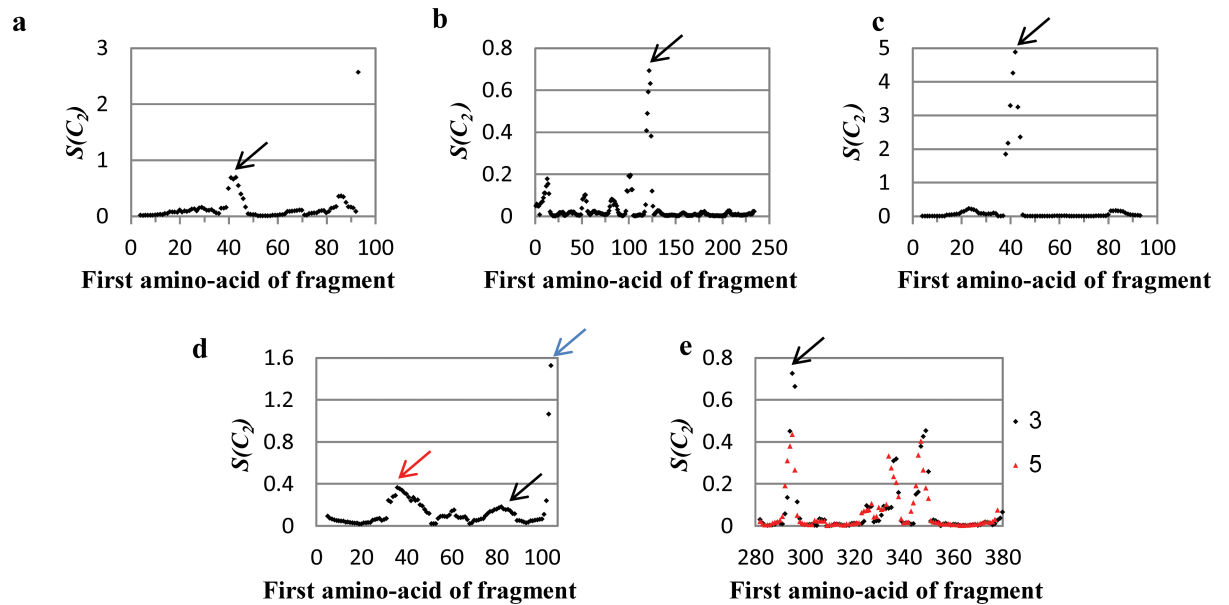 a
3
2
1
0
S(C2)
0 20 40 60 80 100
First amino-acid of fragment
b
0.8
0.6
0.4
0.2
0
S(C2)
0 50 100 150 200 250
First amino-acid of fragment
c
5
4
3
2
1
0
S(C2)
0 20 40 60 80 100
First amino-acid of fragment
d
1.6
1.2
0.8
0.4
0
S(C2)
0 20 40 60 80 100
First amino-acid of fragment
e
0.8
0.6
0.4
0.2
0
S(C2)
280 300 320 340 360 380
First amino-acid of fragment
3
5